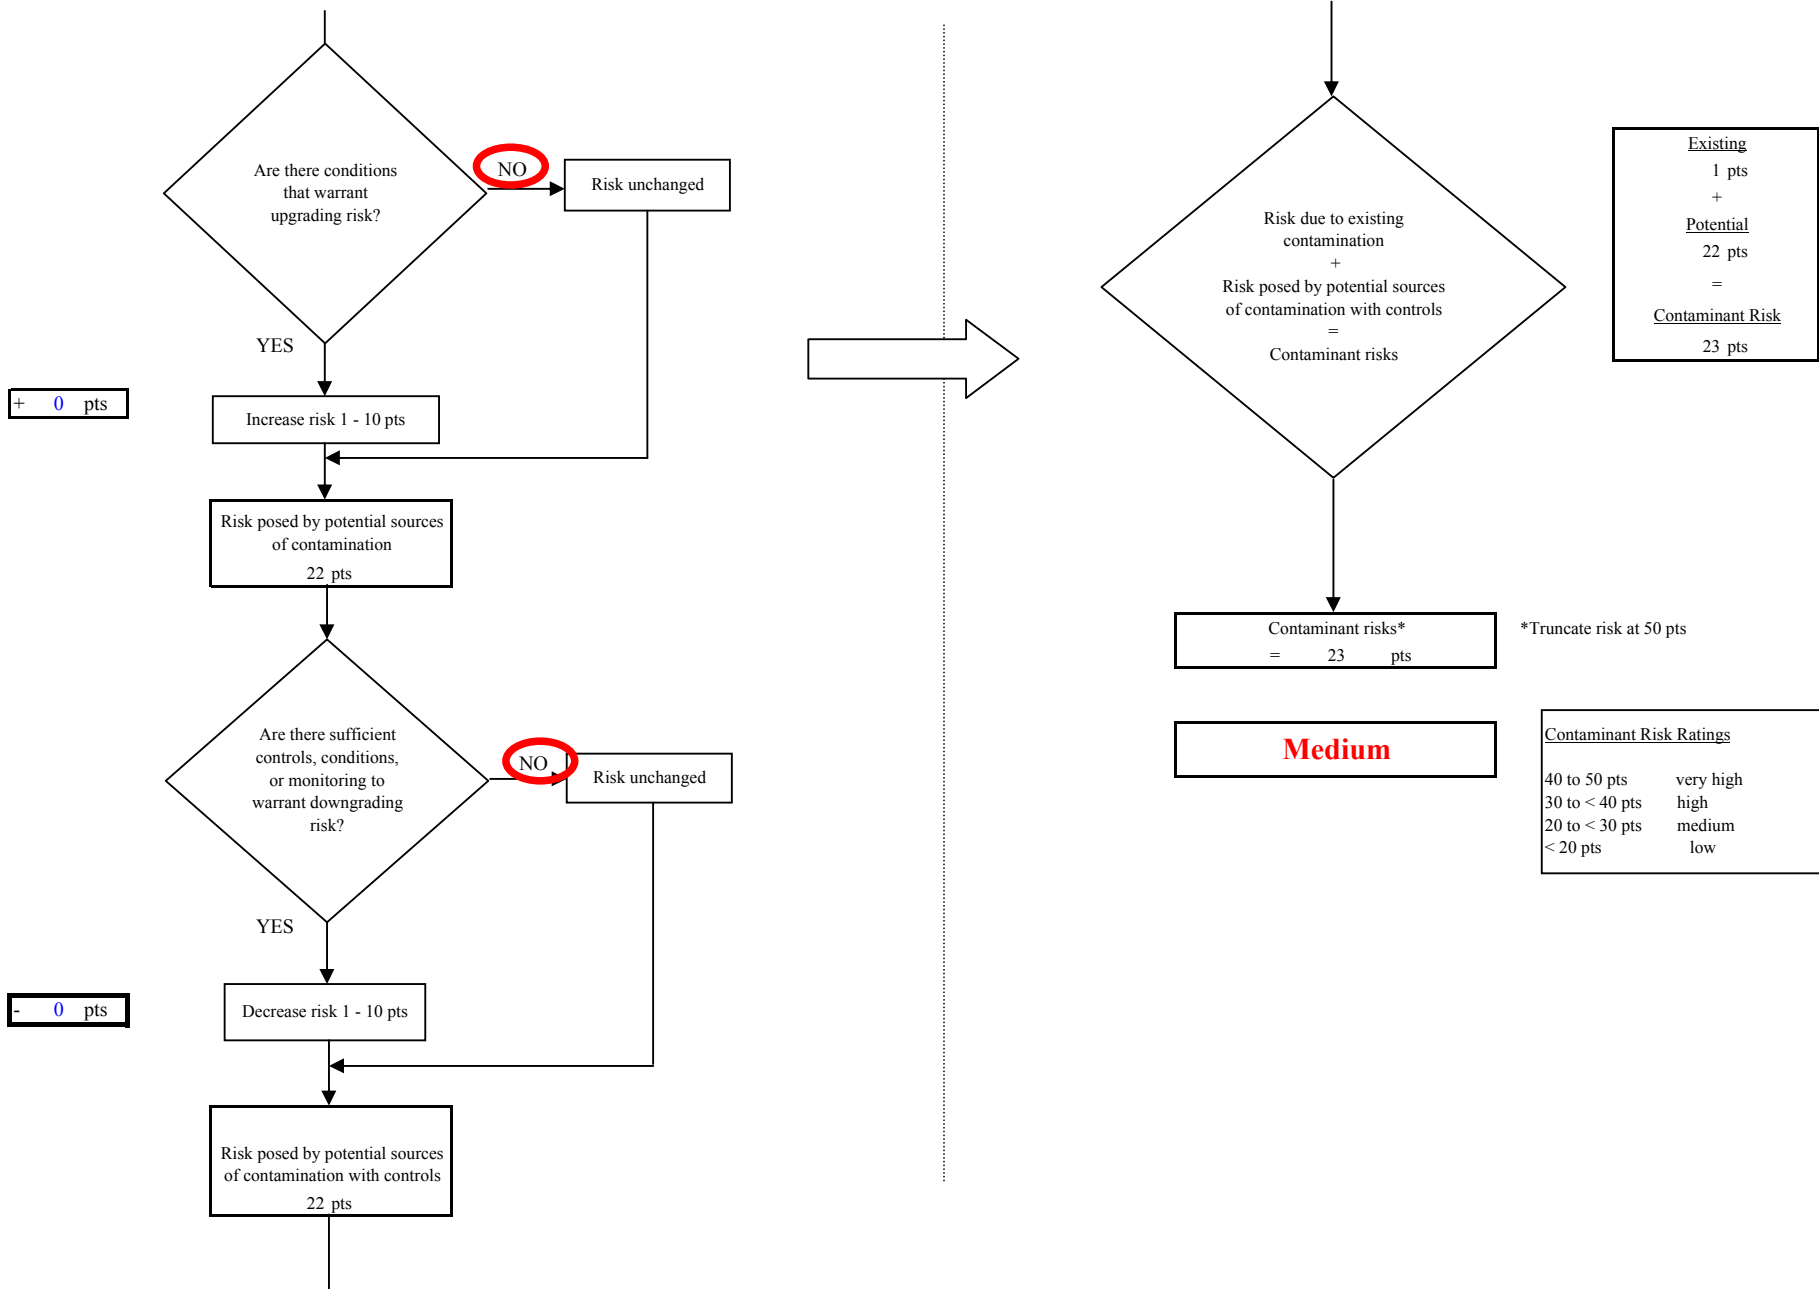 Are there conditions
that warrant
upgrading risk?
NO
Risk unchanged
YES
+ 0 pts
Increase risk 1 - 10 pts
Risk posed by potential sources
of contamination
22 pts
Are there sufficient
controls, conditions,
or monitoring to
warrant downgrading
risk?
NO
Risk unchanged
YES
- 0 pts
Decrease risk 1 - 10 pts
Risk posed by potential sources
of contamination with controls
22 pts
Risk due to existing
contamination
+
Risk posed by potential sources
of contamination with controls
=
Contaminant risks
Existing
1 pts
+
Potential
22 pts
=
Contaminant Risk
23 pts
Contaminant risks*
= 23 pts
*Truncate risk at 50 pts
Medium
Contaminant Risk Ratings
40 to 50 pts very high
30 to < 40 pts high
20 to < 30 pts medium
< 20 pts low